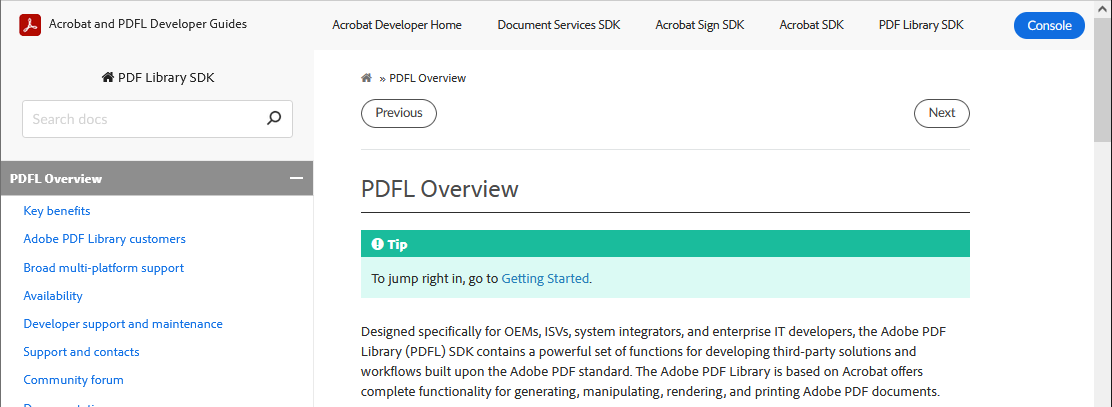 Acrobat and PDFL Developer Guides
Acrobat Developer Home
Document Services SDK
Acrobat Sign SDK
Acrobat SDK
PDF Library SDK
Console
PDF Library SDK
Search docs
PDFL Overview
Key benefits
Adobe PDF Library customers
Broad multi-platform support
Availability
Developer support and maintenance
Support and contacts
Community forum
» PDFL Overview
Previous
Next
PDFL Overview
Tip
To jump right in, go to Getting Started.
Designed specifically for OEMs, ISVs, system integrators, and enterprise IT developers, the Adobe PDF
Library (PDFL) SDK contains a powerful set of functions for developing third-party solutions and
workflows built upon the Adobe PDF standard. The Adobe PDF Library is based on Acrobat offers
complete functionality for generating, manipulating, rendering, and printing Adobe PDF documents.